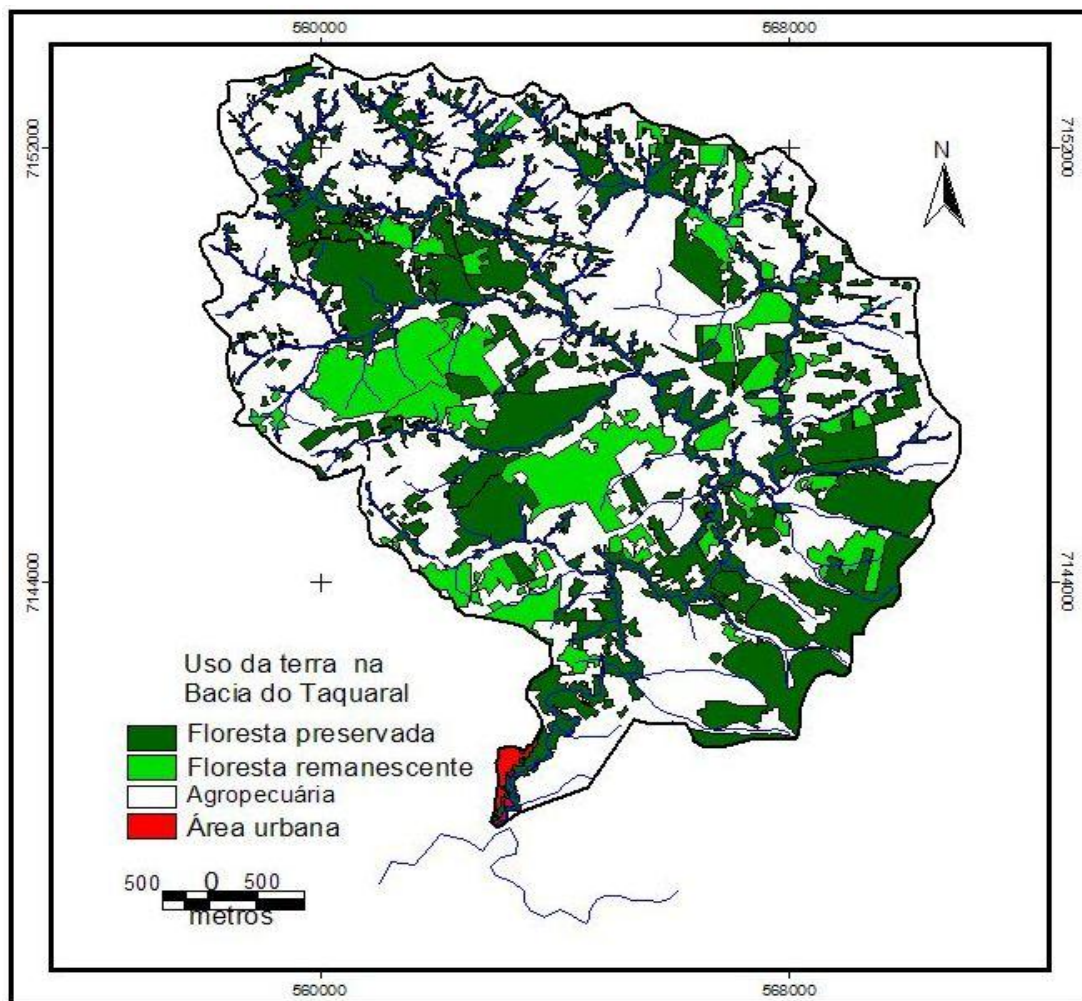 560000 568000
7152000 7152000
N
7144000 7144000
Uso da terra na
Bacia do Taquaral
Floresta preservada
Floresta remanescente
Agropecuária
Área urbana
500 0 500
metros
560000 568000